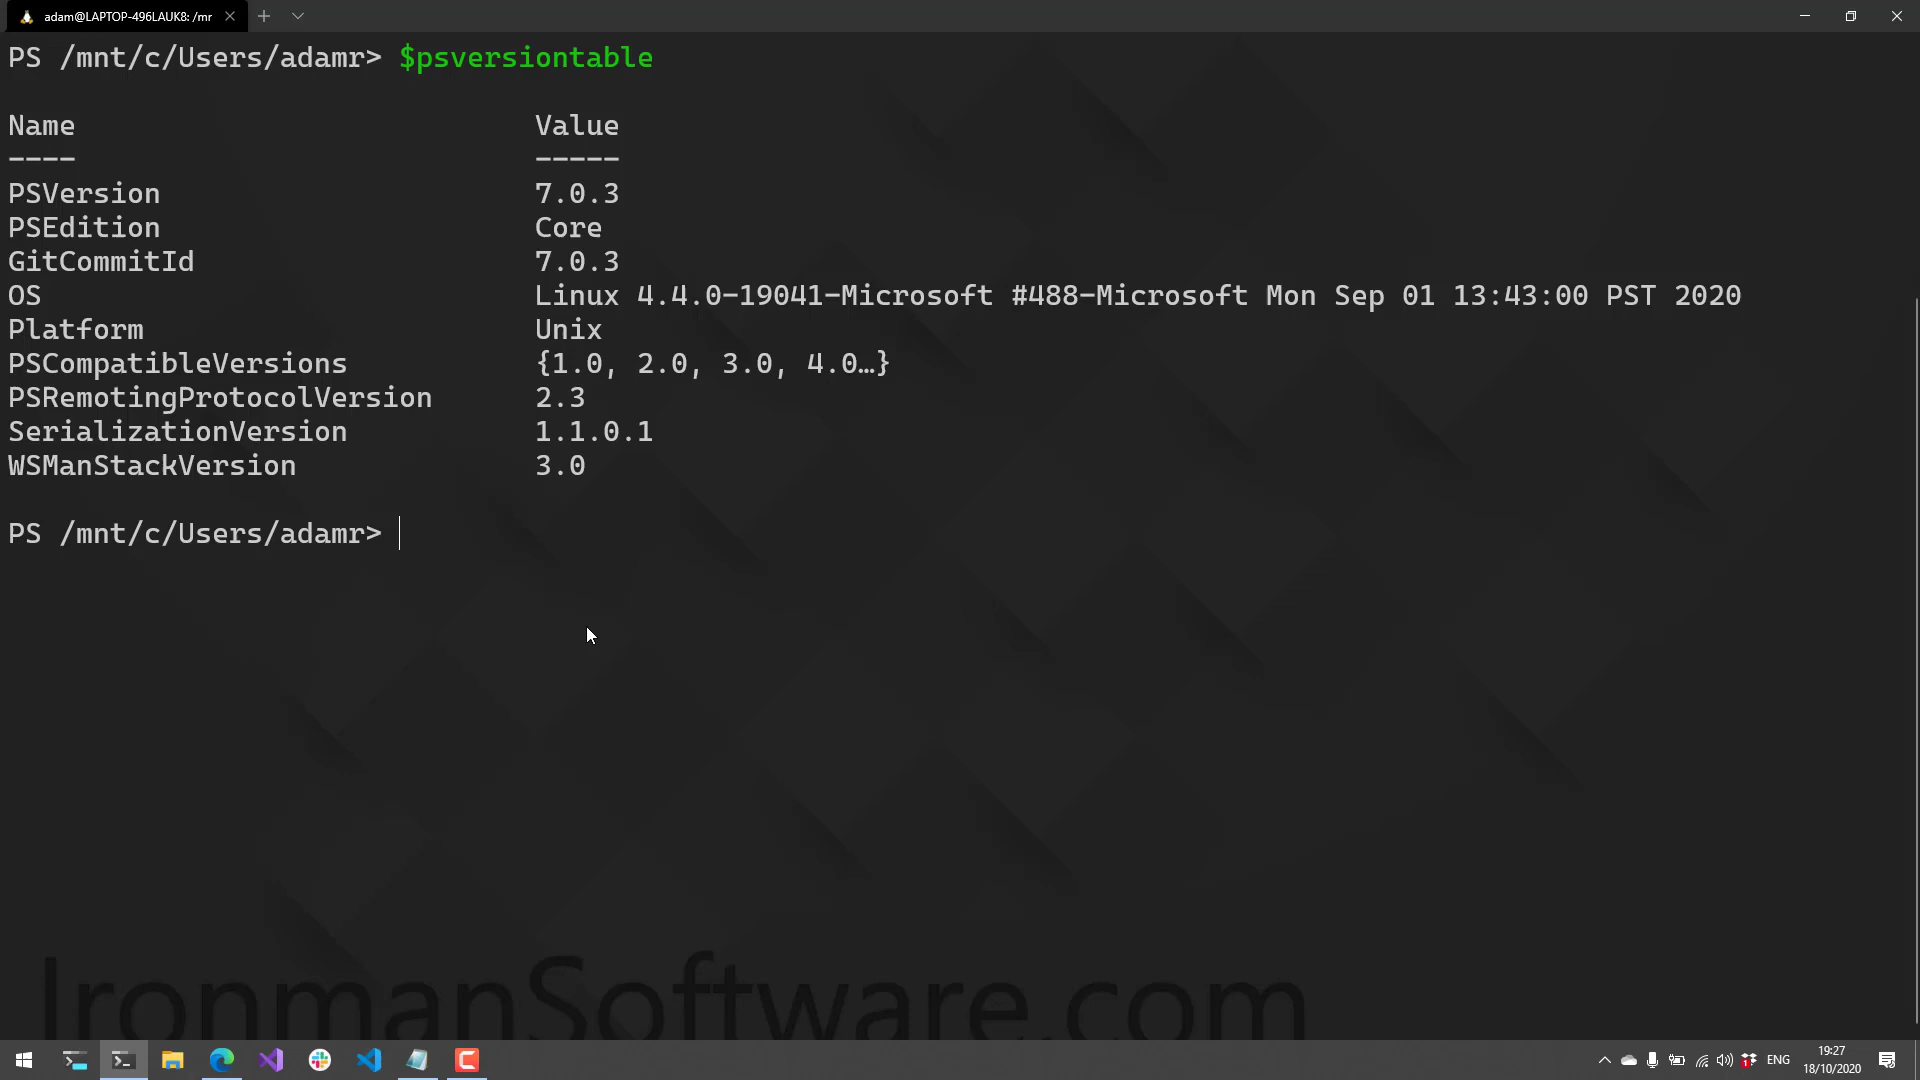 adam@LAPTOP-496LAUK8: /mr
PS /mnt/c/Users/adamr> $psversiontable
Name Value
---- -----
PSVersion 7.0.3
PSEdition Core
GitCommitId 7.0.3
OS Linux 4.4.0-19041-Microsoft #488-Microsoft Mon Sep 01 13:43:00 PST 2020
Platform Unix
PSCompatibleVersions {1.0, 2.0, 3.0, 4.0…}
PSRemotingProtocolVersion 2.3
SerializationVersion 1.1.0.1
WSManStackVersion 3.0
PS /mnt/c/Users/adamr>
IronmanSoftware.com
ENG
19:27
18/10/2020